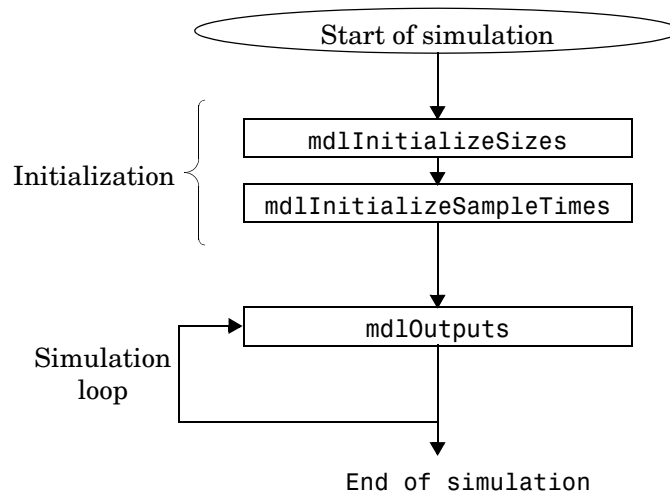 Start of simulation
mdlInitializeSizes
Initialization
mdlInitializeSampleTimes
mdlOutputs
Simulation
loop
End of simulation